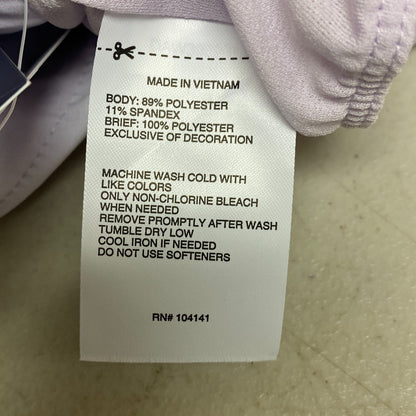 MADE IN VIETNAM
BODY: 89% POLYESTER
11% SPANDEX
BRIEF: 100% POLYESTER
EXCLUSIVE OF DECORATION
MACHINE WASH COLD WITH
LIKE COLORS
ONLY NON-CHLORINE BLEACH
WHEN NEEDED
REMOVE PROMPTLY AFTER WASH
TUMBLE DRY LOW
COOL IRON IF NEEDED
DO NOT USE SOFTENERS
RN# 104141